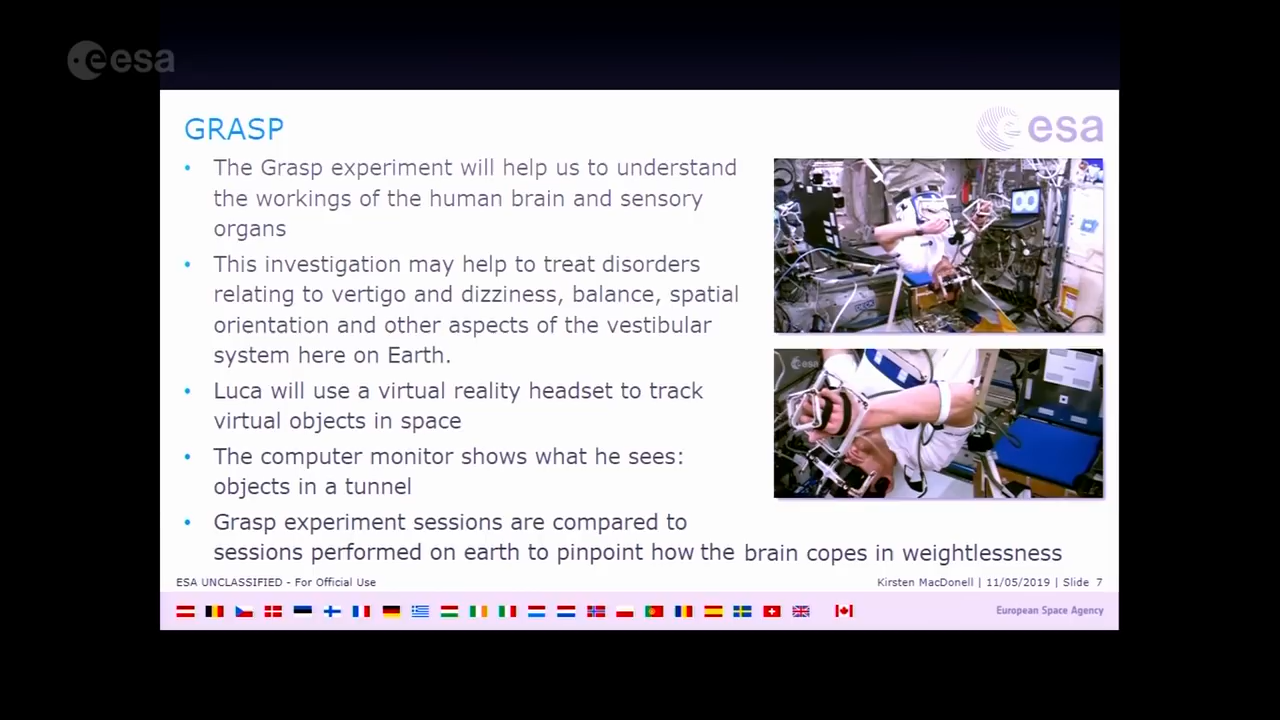 esa
GRASP
esa
• The Grasp experiment will help us to understand
the workings of the human brain and sensory
organs
• This investigation may help to treat disorders
relating to vertigo and dizziness, balance, spatial
orientation and other aspects of the vestibular
system here on Earth.
• Luca will use a virtual reality headset to track
virtual objects in space
• The computer monitor shows what he sees:
objects in a tunnel
• Grasp experiment sessions are compared to
sessions performed on earth to pinpoint how the brain copes in weightlessness
esa
ESA UNCLASSIFIED - For Official Use
Kirsten MacDonell | 11/05/2019 | Slide 7
European Space Agency